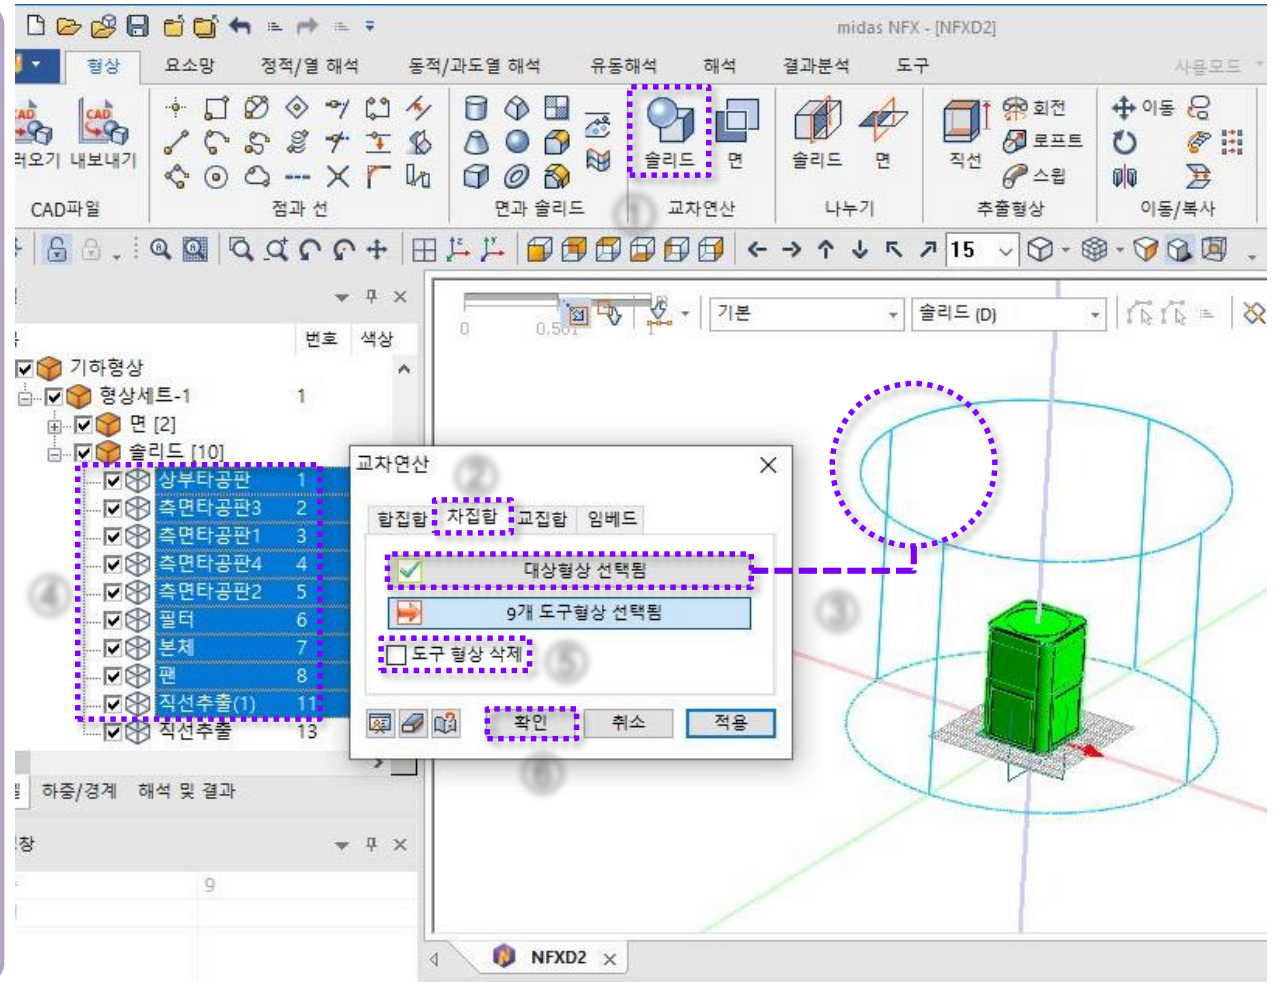 midas NFX - [NFXD2]
형상 요소망 정적/열 해석 동적/과도열 해석 유동해석 해석 결과분석 도구 사용모드
CAD CAD
내보내기 솔리드 면 솔리드 면 직선 회전 로프트 스윕 이동
①
CAD파일 점과 선 면과 솔리드 교차연산 나누기 추출형상 이동/복사
15
번호 색상
0 0.501 1 기본 솔리드 (D)
기하형상
형상세트-1 1
면 [2]
솔리드 [10]
상부타공판 1
측면타공판3 2
측면타공판1 3
측면타공판4 4
측면타공판2 5
필터 6
본체 7
팬 8
직선추출(1) 11
직선추출 13
④
교차연산
②
합집합 차집합 교집합 임베드
대상형상 선택됨
③
9개 도구형상 선택됨
도구 형상 삭제
⑤
확인 취소 적용
⑥
하중/경계 해석 및 결과
9
NFXD2